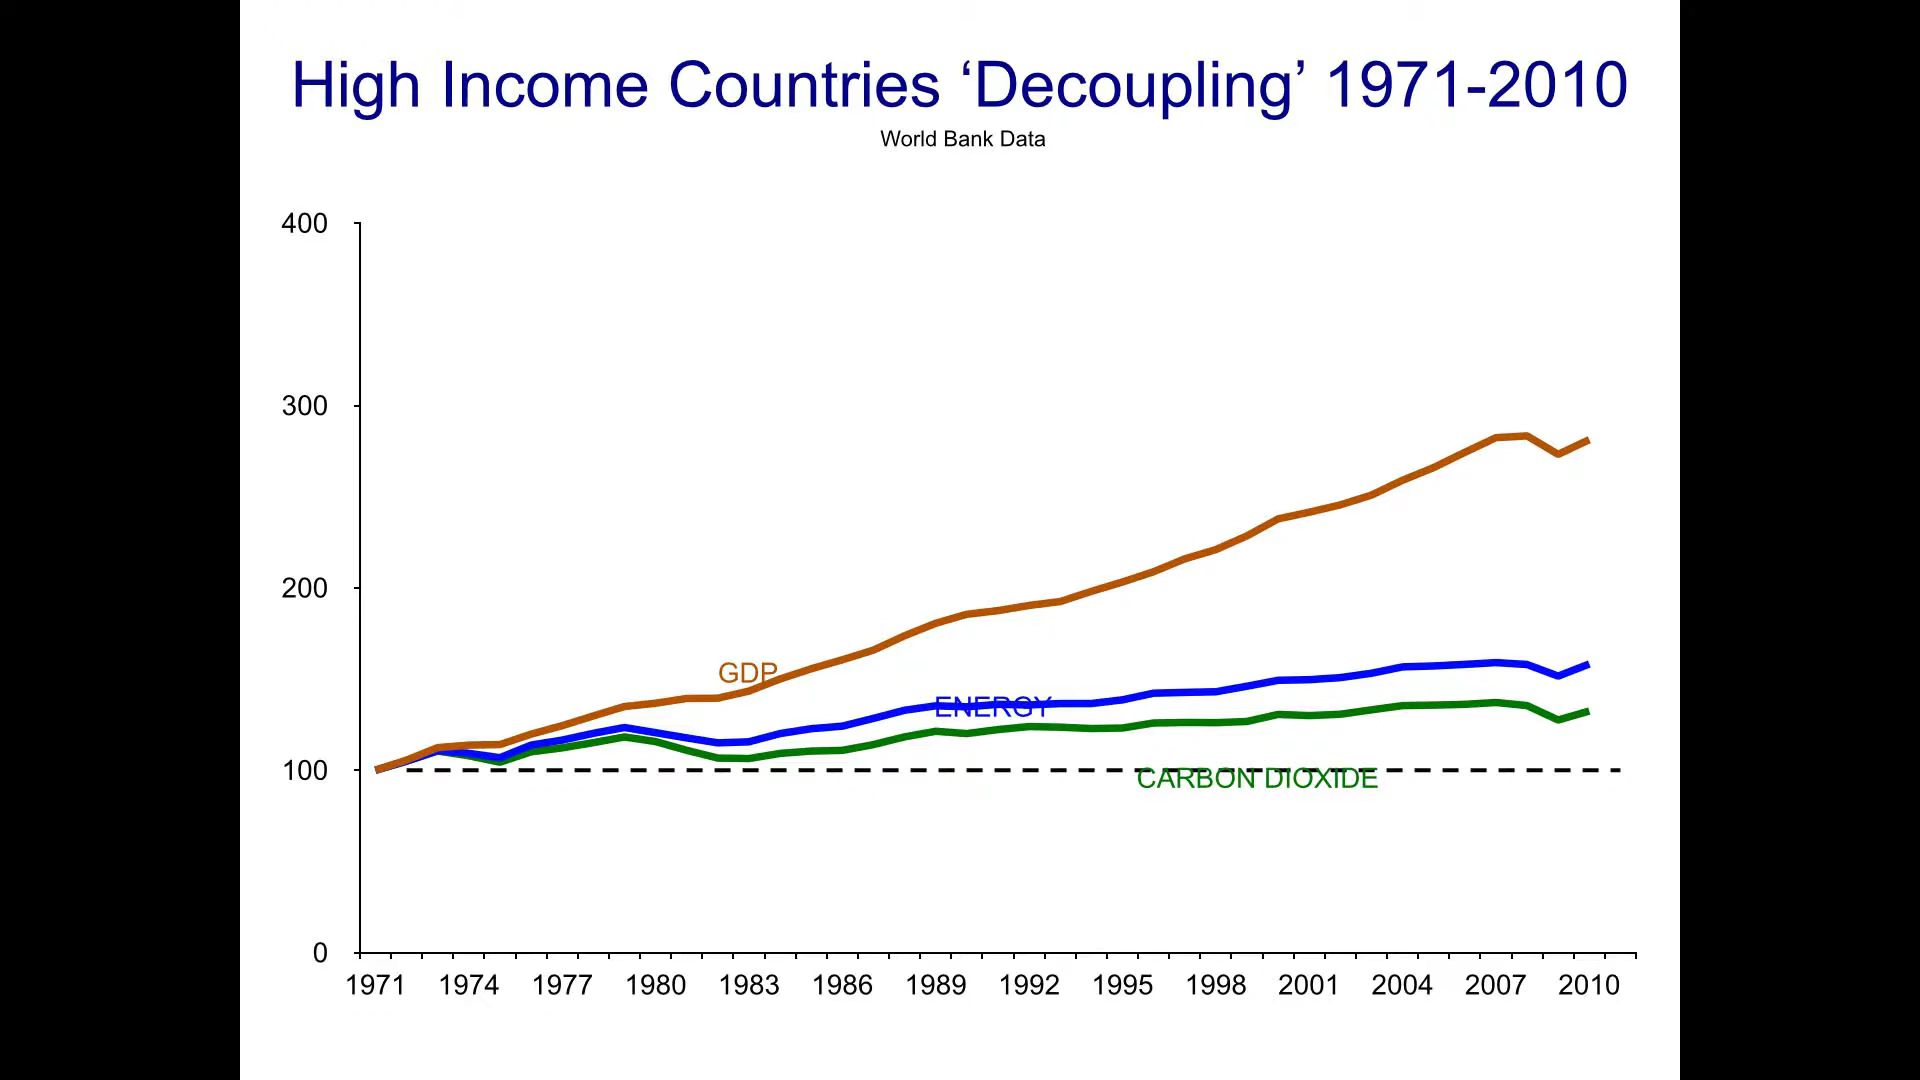 High Income Countries ‘Decoupling’ 1971-2010
World Bank Data
400
300
200
100
0
GDP
ENERGY
CARBON DIOXIDE
1971 1974 1977 1980 1983 1986 1989 1992 1995 1998 2001 2004 2007 2010